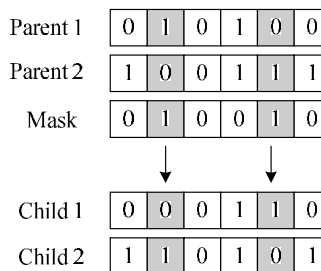 Parent 1 0 1 0 1 0 0
Parent 2 1 0 0 1 1 1
Mask 0 1 0 0 1 0
Child 1 0 0 0 1 1 0
Child 2 1 1 0 1 0 1